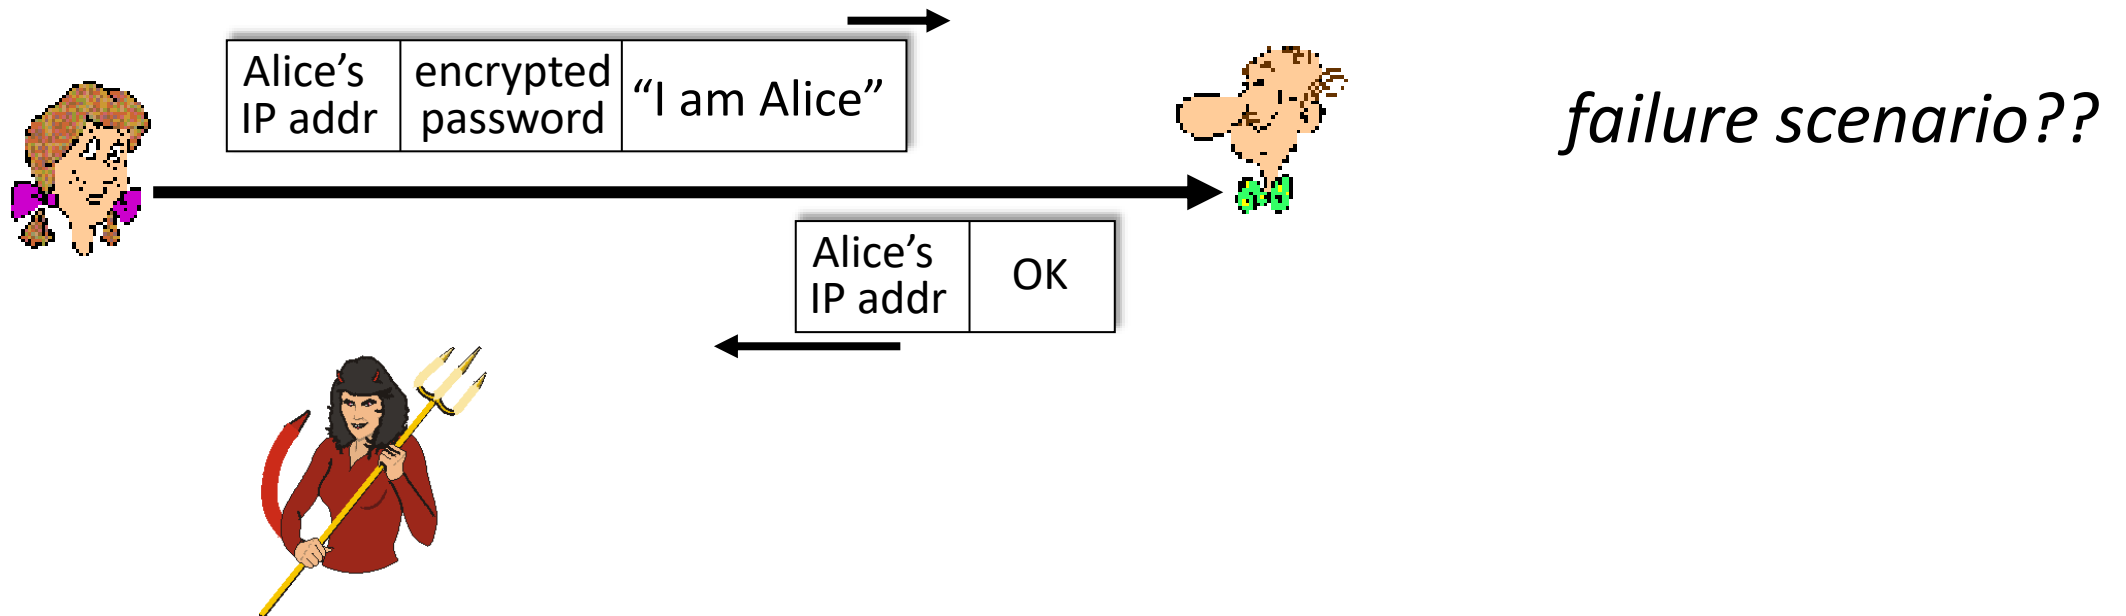 Alice’s
IP addr
encrypted
password
“I am Alice”
failure scenario??
Alice’s
IP addr
OK